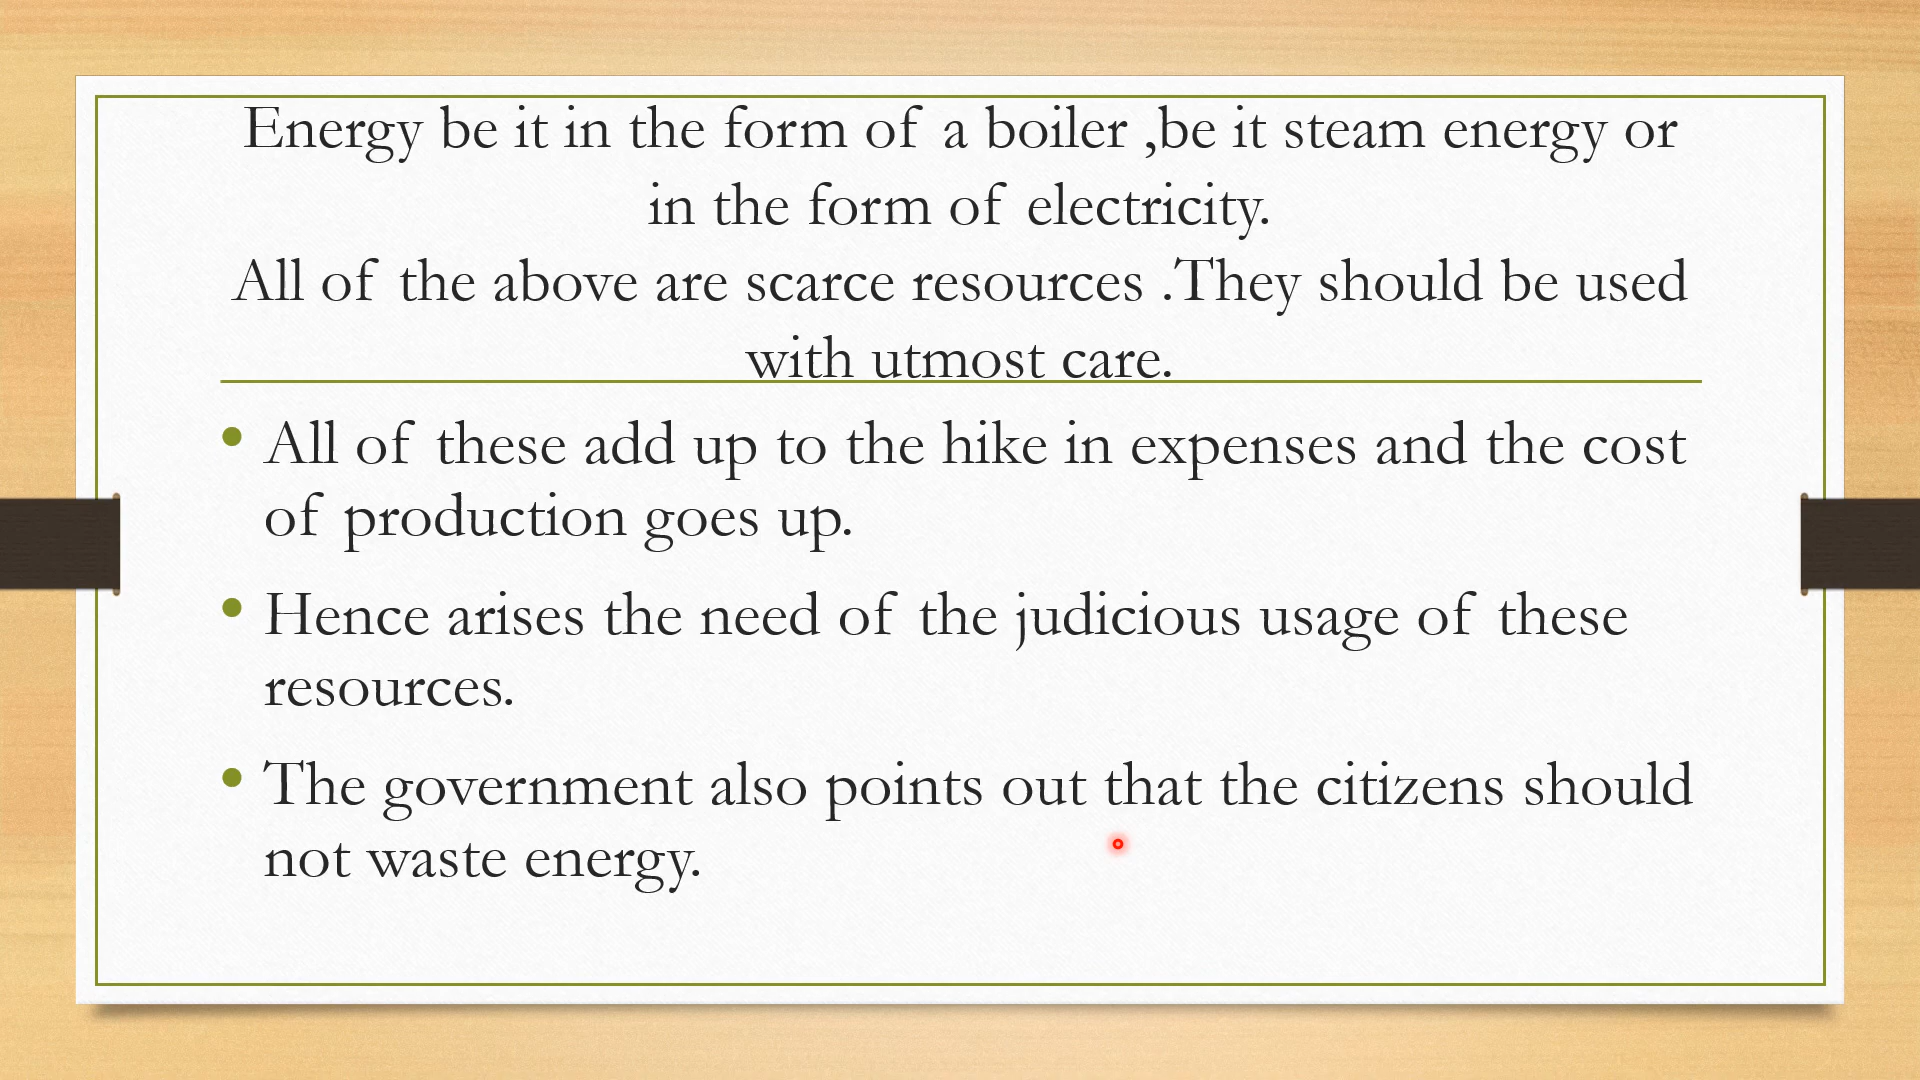 Energy be it in the form of a boiler ,be it steam energy or
in the form of electricity.
All of the above are scarce resources .They should be used
with utmost care.
• All of these add up to the hike in expenses and the cost
of production goes up.
• Hence arises the need of the judicious usage of these
resources.
• The government also points out that the citizens should
not waste energy.